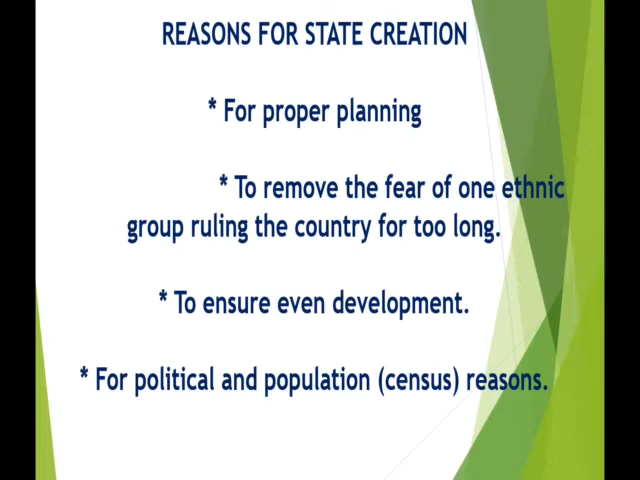 REASONS FOR STATE CREATION
* For proper planning
* To remove the fear of one ethnic
group ruling the country for too long.
* To ensure even development.
* For political and population (census) reasons.